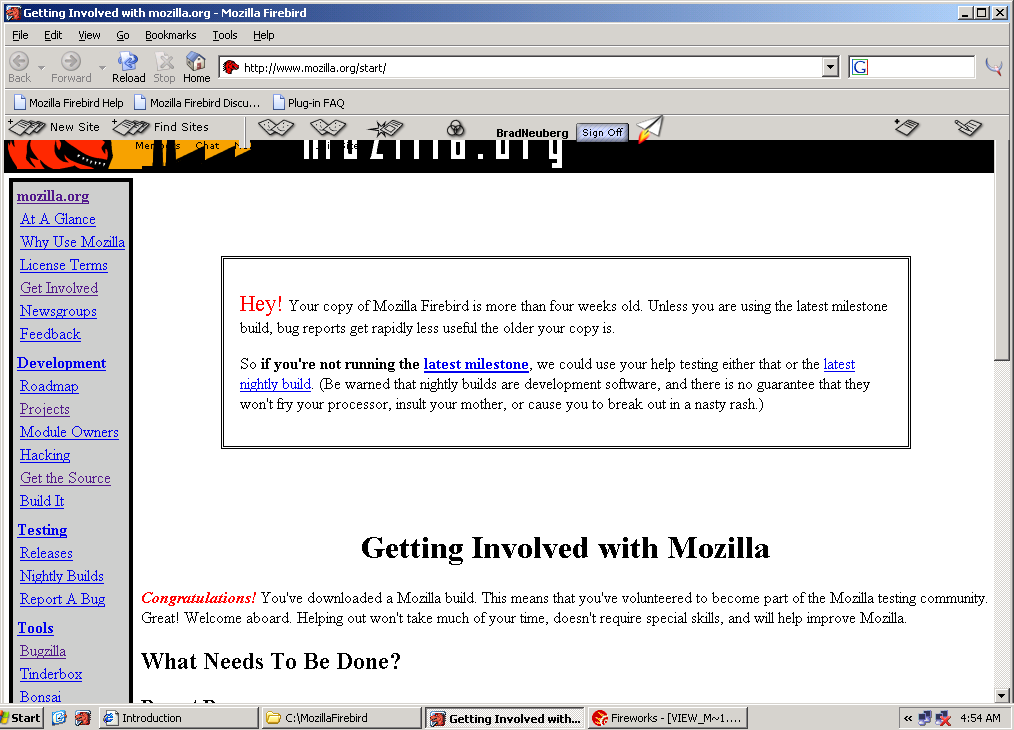 Getting Involved with mozilla.org - Mozilla Firebird
File Edit View Go Bookmarks Tools Help
Back Forward Reload Stop Home http://www.mozilla.org/start/ G
Mozilla Firebird Help Mozilla Firebird Discu... Plug-in FAQ
New Site Find Sites BradNeuberg Sign Off
Chat
mozilla.org
mozilla.org
At A Glance
Why Use Mozilla
License Terms
Get Involved
Newsgroups
Feedback
Development
Roadmap
Projects
Module Owners
Hacking
Get the Source
Build It
Testing
Releases
Nightly Builds
Report A Bug
Tools
Bugzilla
Tinderbox
Bonsai
Hey! Your copy of Mozilla Firebird is more than four weeks old. Unless you are using the latest milestone
build, bug reports get rapidly less useful the older your copy is.
So if you're not running the latest milestone, we could use your help testing either that or the latest
nightly build. (Be warned that nightly builds are development software, and there is no guarantee that they
won't fry your processor, insult your mother, or cause you to break out in a nasty rash.)
Getting Involved with Mozilla
Congratulations! You've downloaded a Mozilla build. This means that you've volunteered to become part of the Mozilla testing community.
Great! Welcome aboard. Helping out won't take much of your time, doesn't require special skills, and will help improve Mozilla.
What Needs To Be Done?
Start Introduction C:\MozillaFirebird Getting Involved with... Fireworks - [VIEW_M~1.... « 4:54 AM